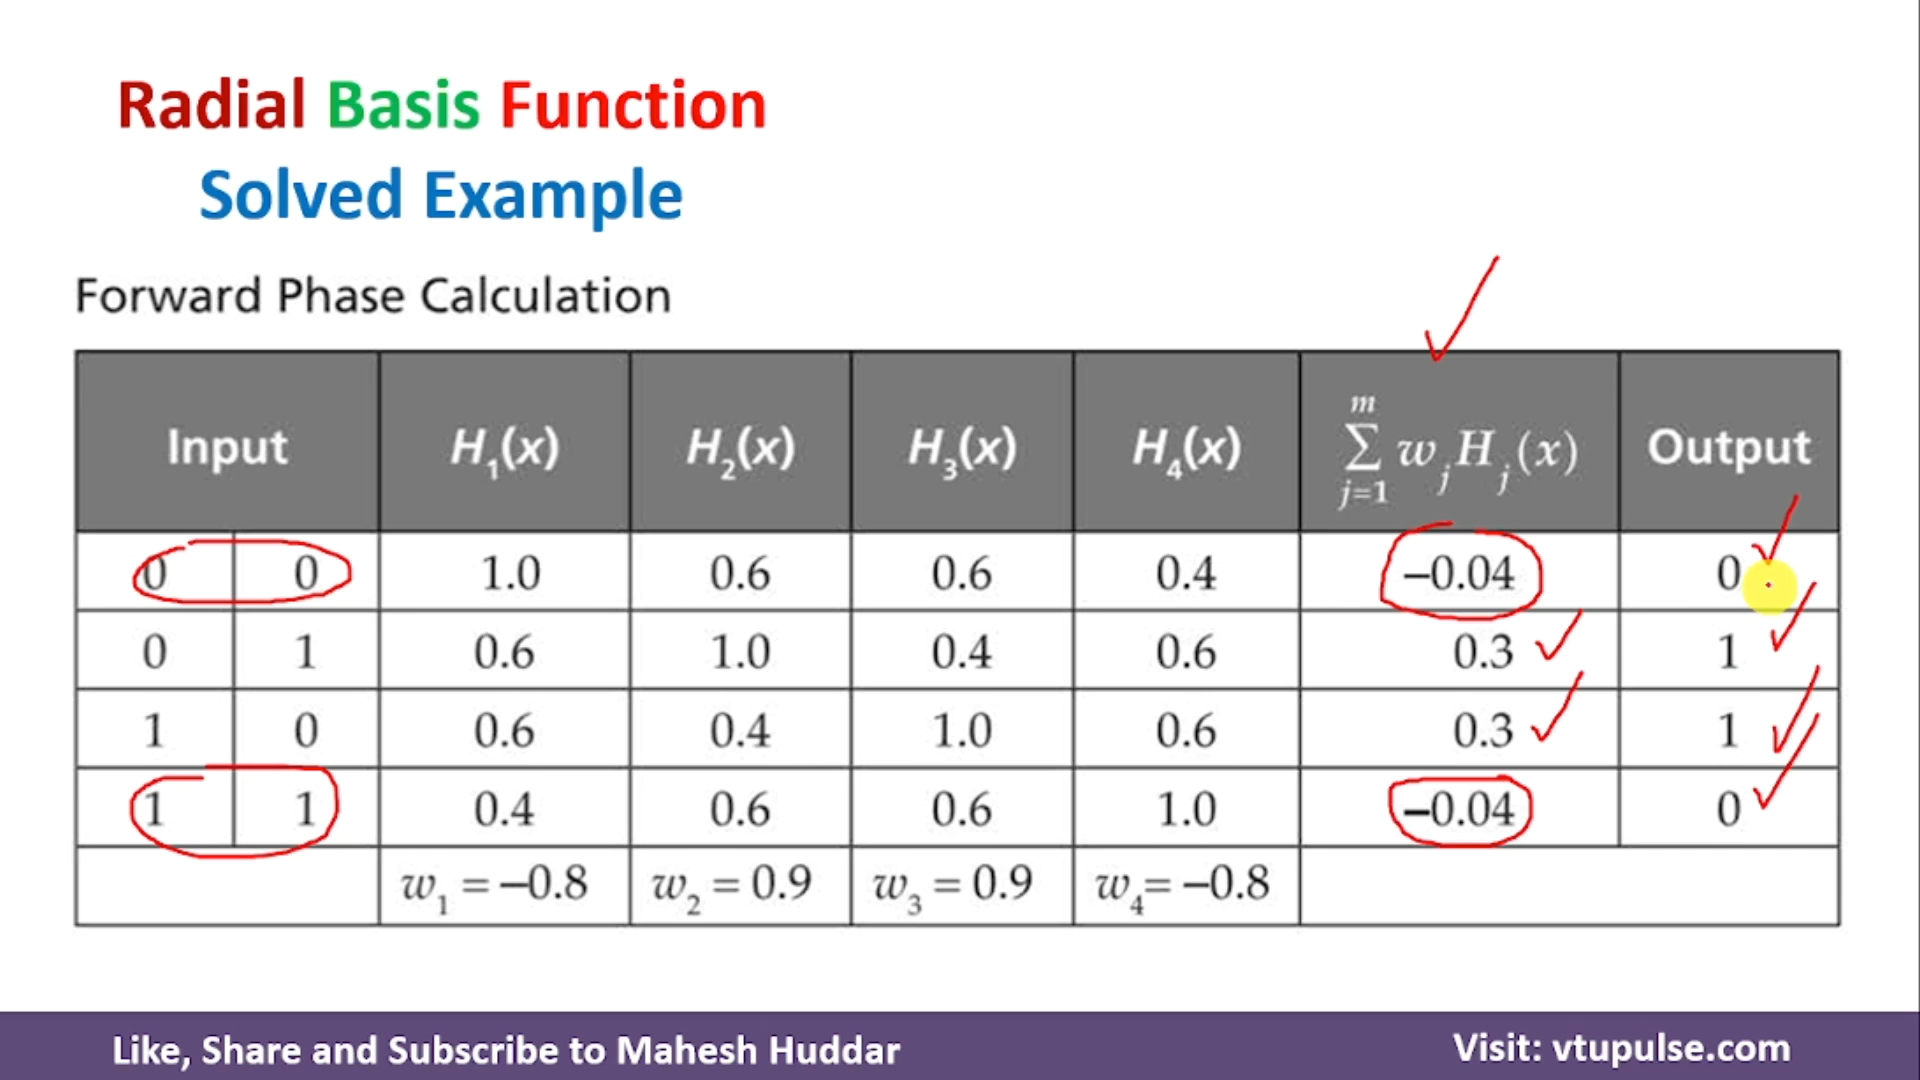 Radial Basis Function
Solved Example
Forward Phase Calculation
Input H₁(x) H₂(x) H₃(x) H₄(x) m∑j=1 wⱼHⱼ(x) Output
0 0 1.0 0.6 0.6 0.4 –0.04 0
0 1 0.6 1.0 0.4 0.6 0.3 1
1 0 0.6 0.4 1.0 0.6 0.3 1
1 1 0.4 0.6 0.6 1.0 –0.04 0
w₁ = –0.8 w₂ = 0.9 w₃ = 0.9 w₄= –0.8
Like, Share and Subscribe to Mahesh Huddar Visit: vtupulse.com